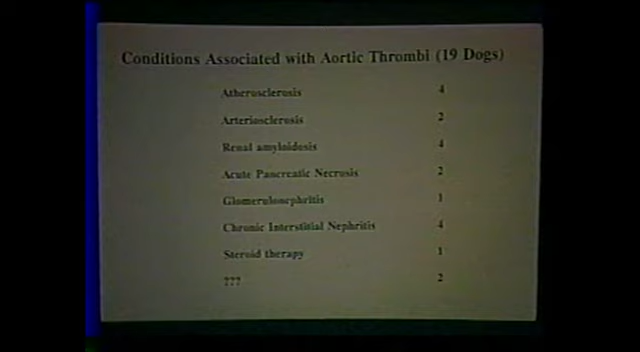 Conditions Associated with Aortic Thrombi (19 Dogs)
Atherosclerosis 4
Arteriosclerosis 2
Renal amyloidosis 4
Acute Pancreatic Necrosis 2
Glomerulonephritis 1
Chronic Interstitial Nephritis 4
Steroid therapy 1
??? 2